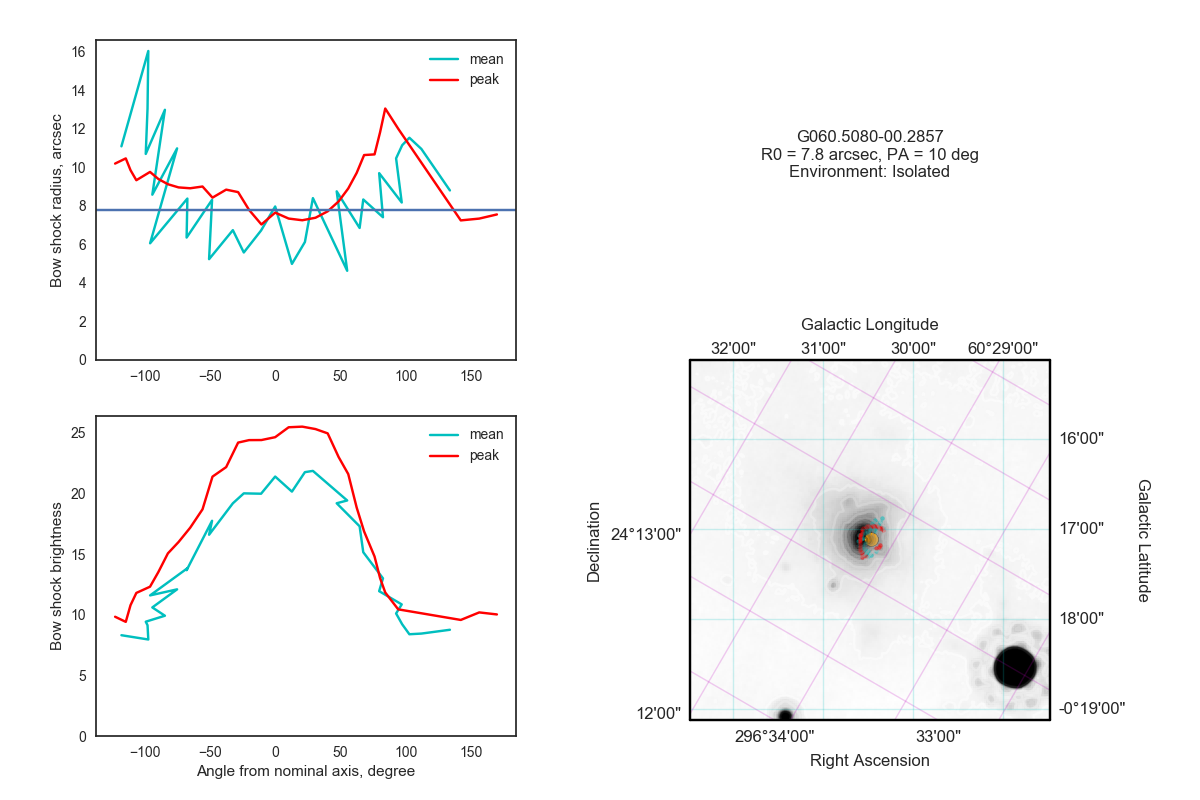 16
14
12
10
8
6
4
2
0
Bow shock radius, arcsec
mean
peak
−100 −50 0 50 100 150
25
20
15
10
5
0
Bow shock brightness
mean
peak
−100 −50 0 50 100 150
Angle from nominal axis, degree
G060.5080-00.2857
R0 = 7.8 arcsec, PA = 10 deg
Environment: Isolated
Galactic Longitude
32'00" 31'00" 30'00" 60°29'00"
16'00"
17'00"
18'00"
-0°19'00"
Galactic Latitude
Declination
24°13'00"
12'00"
296°34'00" 33'00"
Right Ascension